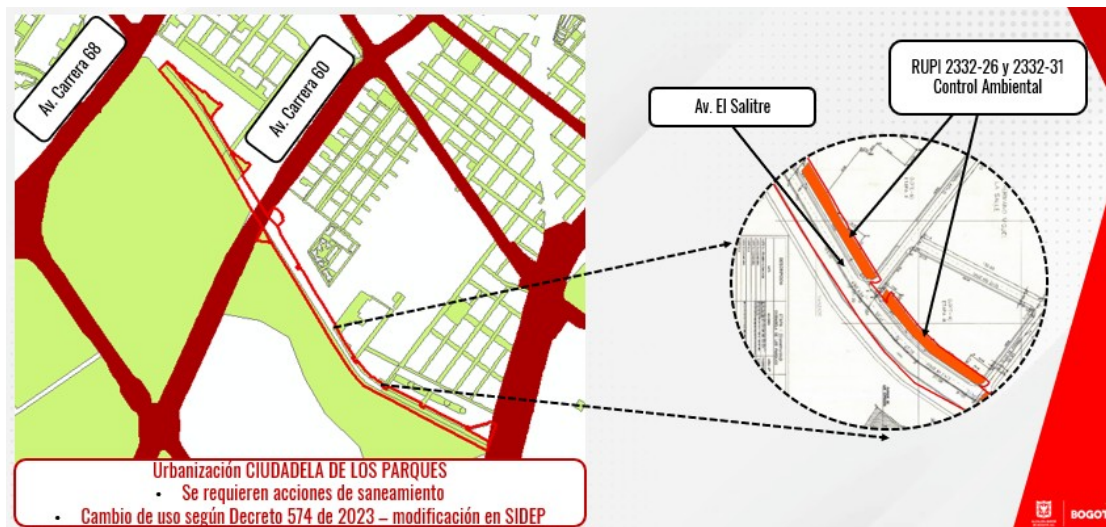 Av. Carrera 68
Av. Carrera 60
Av. El Salitre
RUPI 2332-26 y 2332-31
Control Ambiental
Urbanización CIUDADELA DE LOS PARQUES
• Se requieren acciones de saneamiento
• Cambio de uso según Decreto 574 de 2023 – modificación en SIDEP
BOGOT